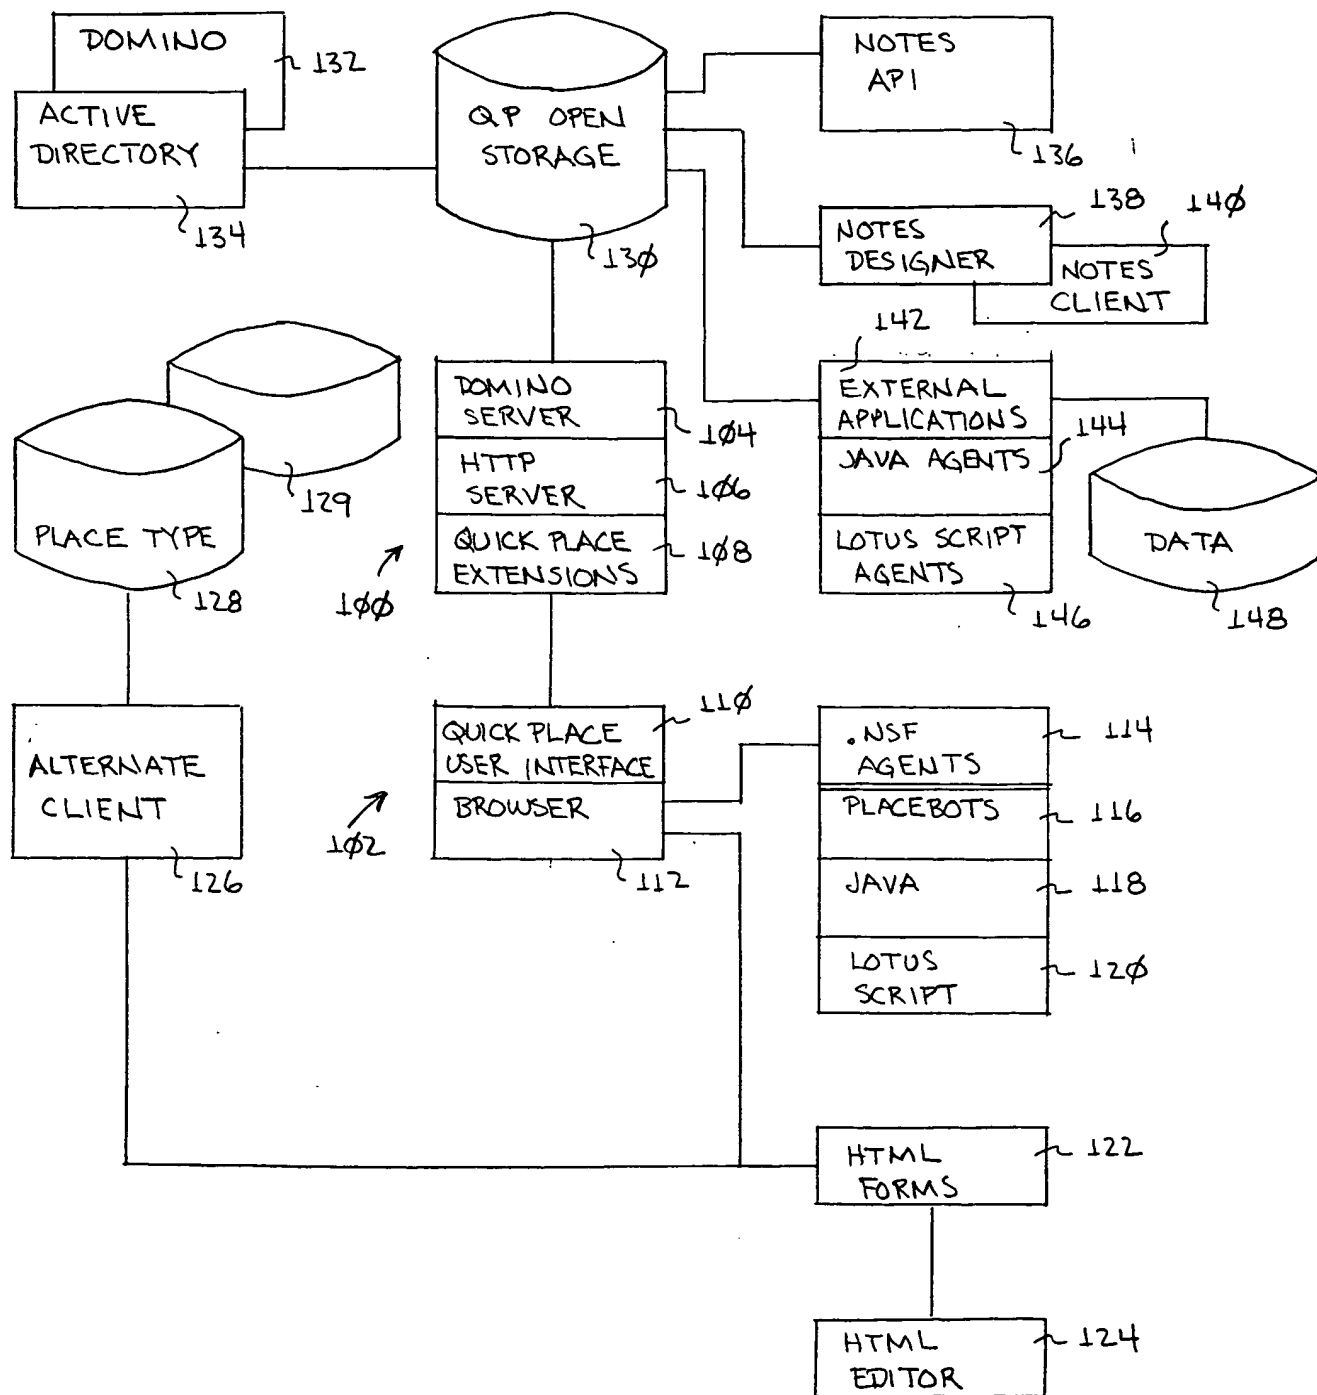 DOMINO
132
ACTIVE
DIRECTORY
134
QP OPEN
STORAGE
130
NOTES
API
136
138
140
NOTES
DESIGNER
NOTES
CLIENT
142
EXTERNAL
APPLICATIONS
144
JAVA AGENTS
LOTUS SCRIPT
AGENTS
146
DATA
148
DOMINO
SERVER
104
HTTP
SERVER
106
QUICK PLACE
EXTENSIONS
108
100
129
PLACE TYPE
128
ALTERNATE
CLIENT
126
110
QUICK PLACE
USER INTERFACE
BROWSER
102
112
.NSF
AGENTS
114
PLACEBOTS
116
JAVA
118
LOTUS
SCRIPT
120
HTML
FORMS
122
HTML
EDITOR
124